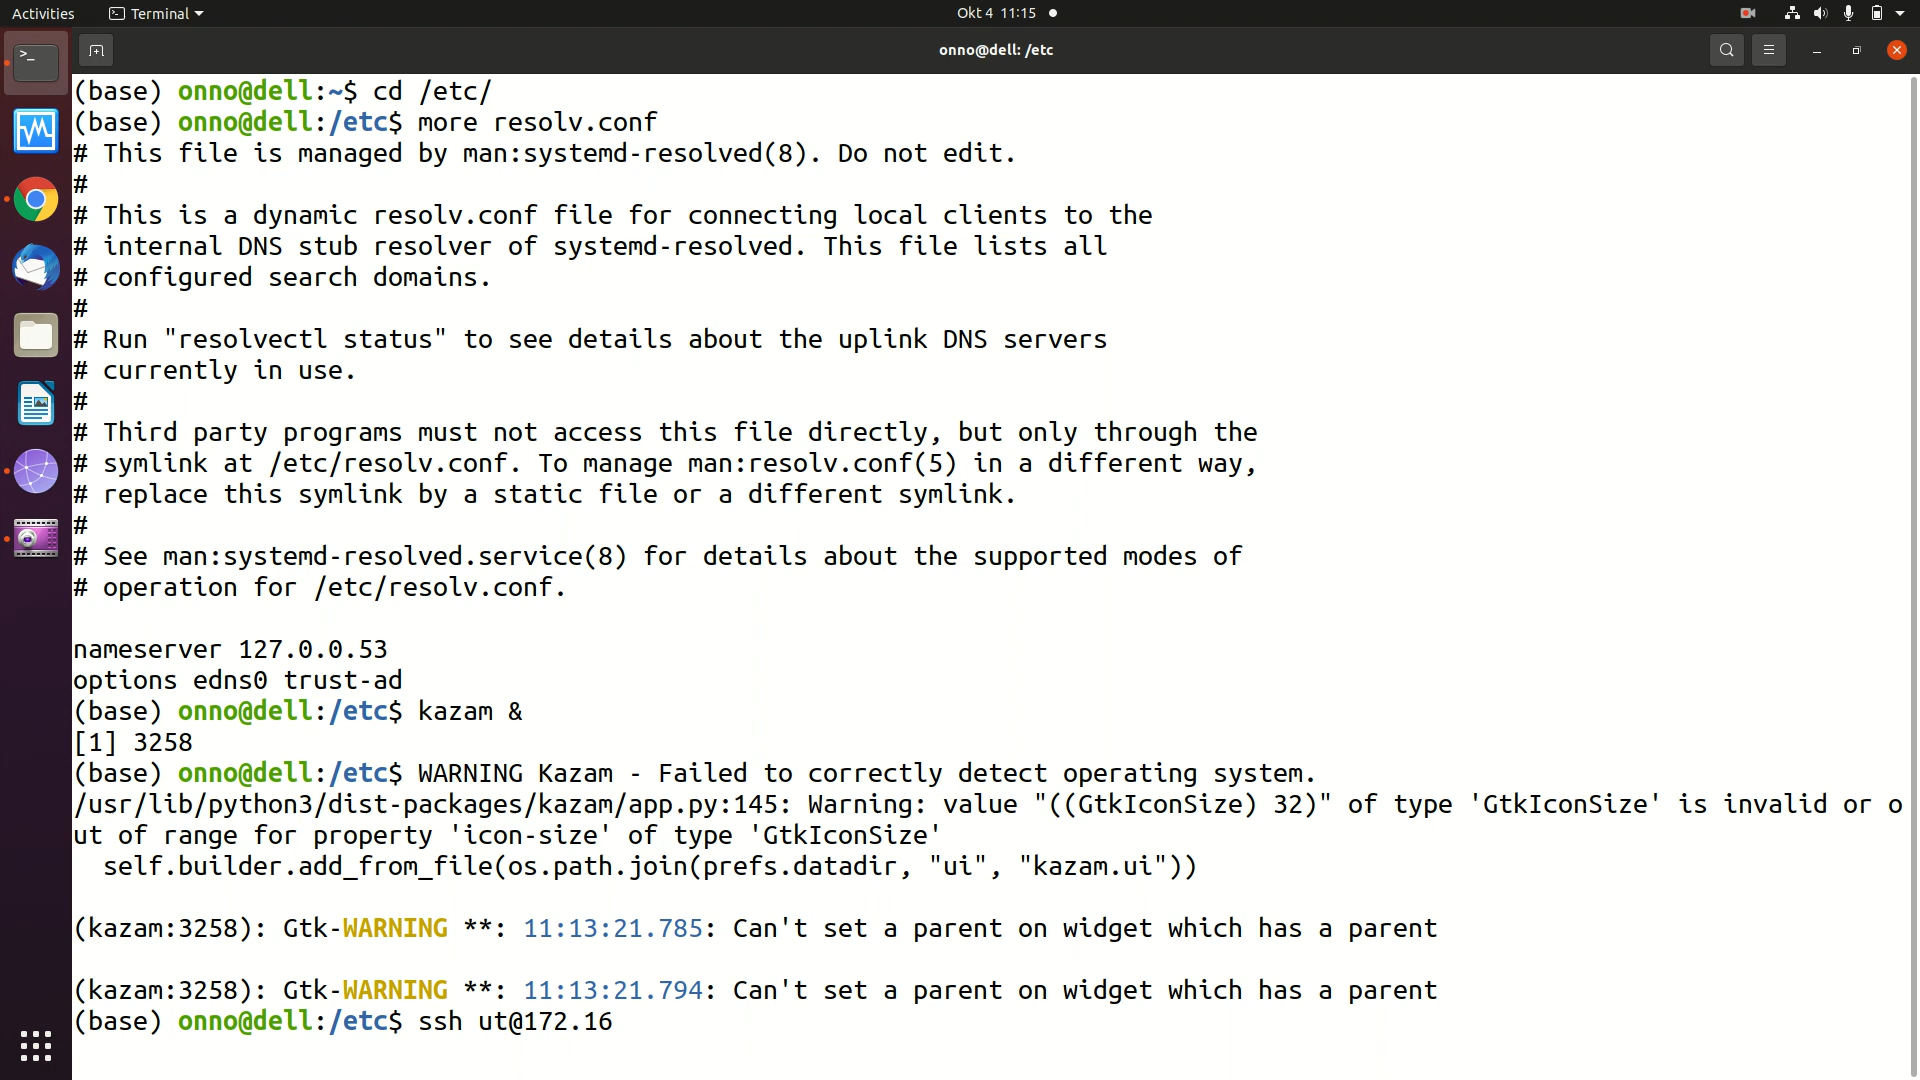 Activities
Terminal
Okt 4 11:15
onno@dell: /etc
(base) onno@dell:~$ cd /etc/
(base) onno@dell:/etc$ more resolv.conf
# This file is managed by man:systemd-resolved(8). Do not edit.
#
# This is a dynamic resolv.conf file for connecting local clients to the
# internal DNS stub resolver of systemd-resolved. This file lists all
# configured search domains.
#
# Run "resolvectl status" to see details about the uplink DNS servers
# currently in use.
#
# Third party programs must not access this file directly, but only through the
# symlink at /etc/resolv.conf. To manage man:resolv.conf(5) in a different way,
# replace this symlink by a static file or a different symlink.
#
# See man:systemd-resolved.service(8) for details about the supported modes of
# operation for /etc/resolv.conf.

nameserver 127.0.0.53
options edns0 trust-ad
(base) onno@dell:/etc$ kazam &
[1] 3258
(base) onno@dell:/etc$ WARNING Kazam - Failed to correctly detect operating system.
/usr/lib/python3/dist-packages/kazam/app.py:145: Warning: value "((GtkIconSize) 32)" of type 'GtkIconSize' is invalid or o
ut of range for property 'icon-size' of type 'GtkIconSize'
  self.builder.add_from_file(os.path.join(prefs.datadir, "ui", "kazam.ui"))

(kazam:3258): Gtk-WARNING **: 11:13:21.785: Can't set a parent on widget which has a parent

(kazam:3258): Gtk-WARNING **: 11:13:21.794: Can't set a parent on widget which has a parent
(base) onno@dell:/etc$ ssh ut@172.16